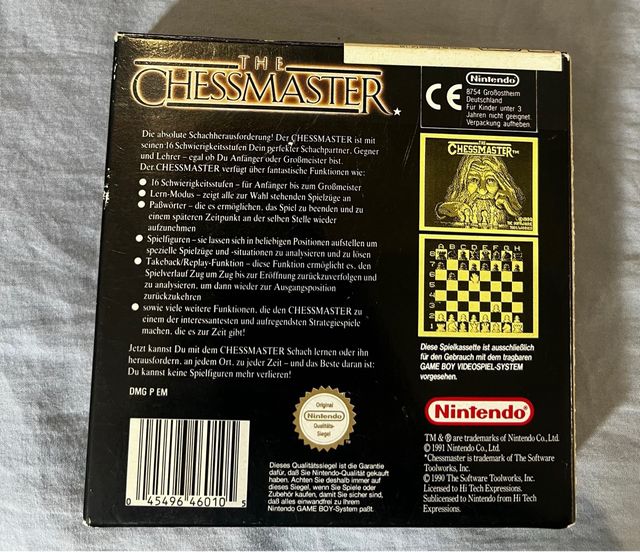 THE
CHESSMASTER
Die absolute Schachherausforderung! Der CHESSMASTER ist mit
seinen 16 Schwierigkeitsstufen Dein perfekter Schachpartner, Gegner
und Lehrer – egal ob Du Anfänger oder Großmeister bist.
Der CHESSMASTER verfügt über fantastische Funktionen wie:
● 16 Schwierigkeitsstufen – für Anfänger bis zum Großmeister
● Lern-Modus – zeigt alle zur Wahl stehenden Spielzüge an
● Paßwörter – die es ermöglichen, das Spiel zu beenden und zu
einem späteren Zeitpunkt an der selben Stelle wieder
aufzunehmen
● Spielfiguren – sie lassen sich in beliebigen Positionen aufstellen um
spezielle Spielzüge und -situationen zu analysieren und zu lösen
● Takeback/Replay-Funktion – diese Funktion ermöglicht es, den
Spielverlauf Zug um Zug bis zur Eröffnung zurückzuverfolgen und
zu analysieren, um dann wieder zur Ausgangsposition
zurückzukehren
● sowie viele weitere Funktionen, die den CHESSMASTER zu
einem der interessantesten und aufregendsten Strategiespiele
machen, die es zur Zeit gibt!
Jetzt kannst Du mit dem CHESSMASTER Schach lernen oder ihn
herausfordern, an jedem Ort, zu jeder Zeit – und das Beste daran ist:
Du kannst keine Spielfiguren mehr verlieren!
DMG P EM
0 45496 46010 5
Original
Nintendo
Qualitäts-
Siegel
Dieses Qualitätssiegel ist die Garantie
dafür, daß Sie Nintendo-Qualität gekauft
haben. Achten Sie deshalb immer auf
dieses Siegel, wenn Sie Spiele oder
Zubehör kaufen, damit Sie sicher sind,
daß alles einwandfrei zu Ihrem
Nintendo GAME BOY-System paßt.
CE
Nintendo
8754 Großostheim
Deutschland
Für Kinder unter 3
Jahren nicht geeignet
Verpackung aufheben.
THE
CHESSMASTER™
A B C D E F G H
8
7
6
5
4
3
2
1
Diese Spielkassette ist ausschließlich
für den Gebrauch mit dem tragbaren
GAME BOY VIDEOSPIEL-SYSTEM
vorgesehen.
Nintendo®
TM & ® are trademarks of Nintendo Co., Ltd.
© 1991 Nintendo Co., Ltd.
*Chessmaster is trademark of The Software
Toolworks, Inc.
© 1990 The Software Toolworks, Inc.
Licensed to Hi Tech Expressions.
Sublicensed to Nintendo from Hi Tech
Expressions.